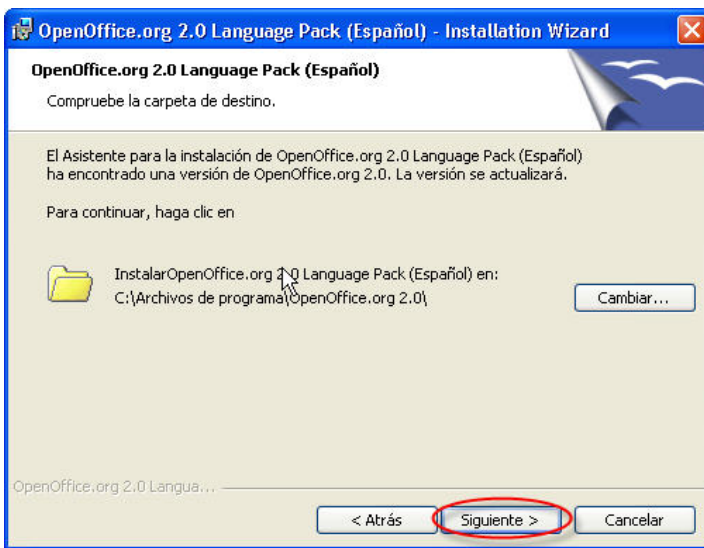 OpenOffice.org 2.0 Language Pack (Español) - Installation Wizard
OpenOffice.org 2.0 Language Pack (Español)
Compruebe la carpeta de destino.
El Asistente para la instalación de OpenOffice.org 2.0 Language Pack (Español)
ha encontrado una versión de OpenOffice.org 2.0. La versión se actualizará.
Para continuar, haga clic en
InstalarOpenOffice.org 2.0 Language Pack (Español) en:
C:\Archivos de programa\OpenOffice.org 2.0\
Cambiar...
OpenOffice.org 2.0 Langua...
< Atrás
Siguiente >
Cancelar